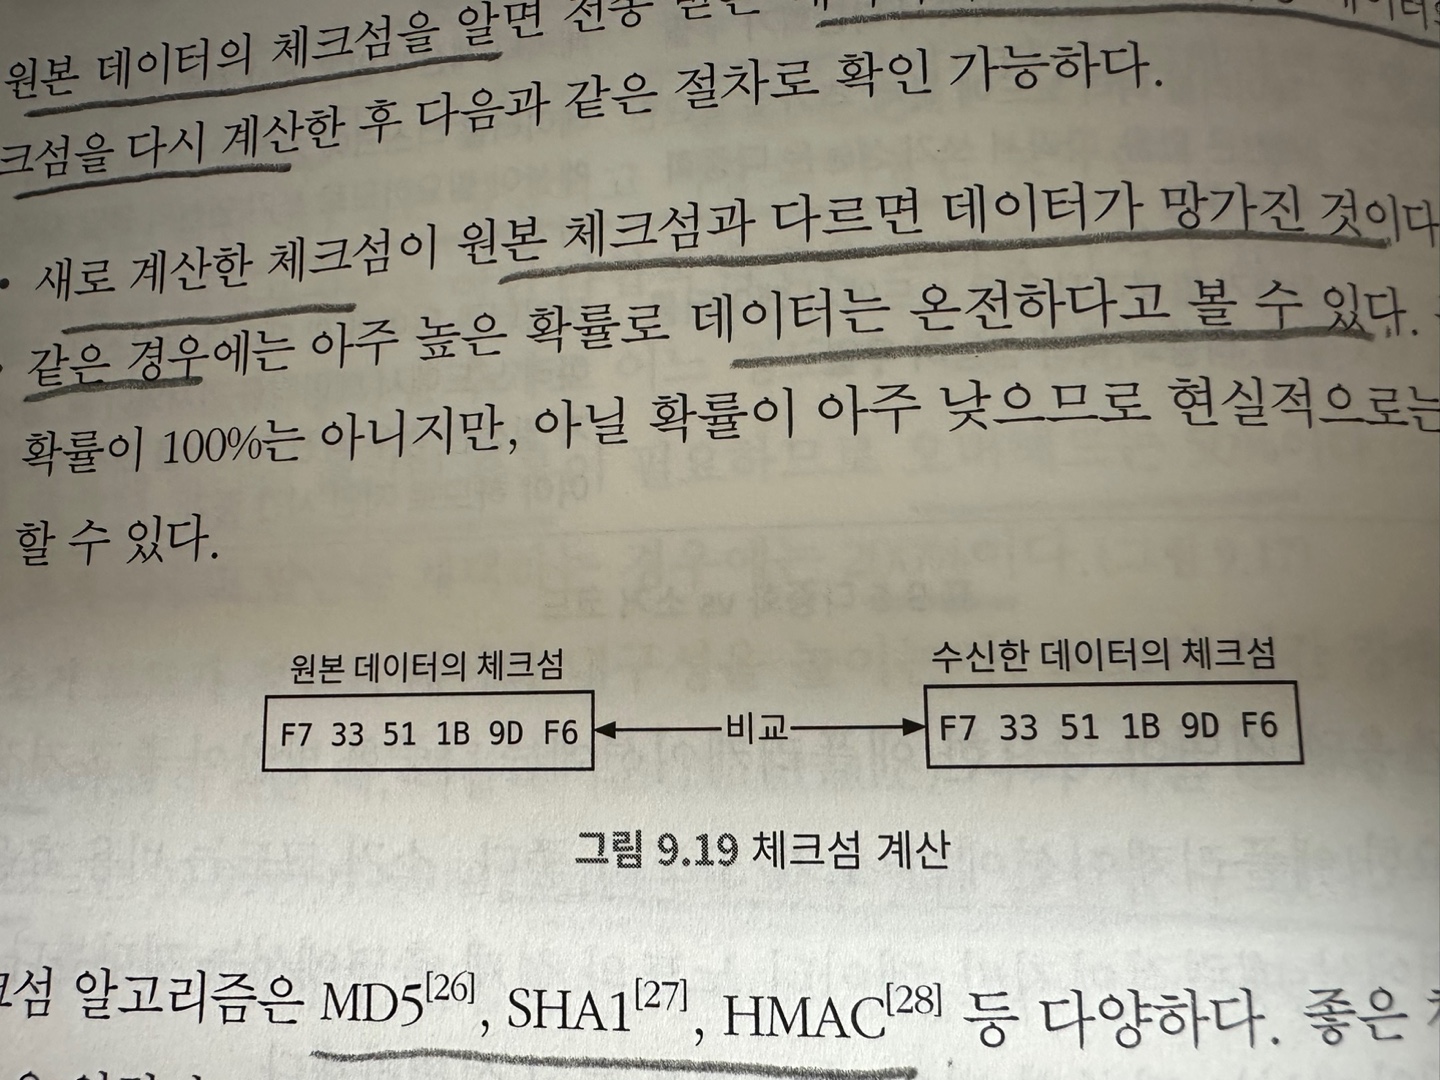 원본 데이터의 체크섬을 알면 전송 받은
크섬을 다시 계산한 후 다음과 같은 절차로 확인 가능하다.
• 새로 계산한 체크섬이 원본 체크섬과 다르면 데이터가 망가진 것이다
같은 경우에는 아주 높은 확률로 데이터는 온전하다고 볼 수 있다.
확률이 100%는 아니지만, 아닐 확률이 아주 낮으므로 현실적으로는
할 수 있다.
원본 데이터의 체크섬 수신한 데이터의 체크섬
F7 33 51 1B 9D F6 비교 F7 33 51 1B 9D F6
그림 9.19 체크섬 계산
크섬 알고리즘은 MD5[26], SHA1[27], HMAC[28] 등 다양하다. 좋은